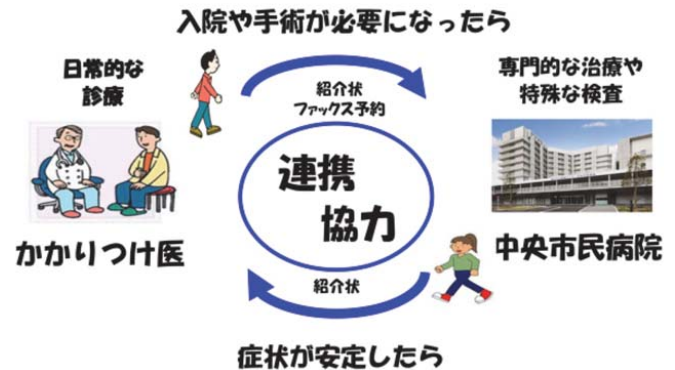 入院や手術が必要になったら
日常的な
診療
紹介状
ファックス予約
専門的な治療や
特殊な検査
連携
協力
かかりつけ医
中央市民病院
紹介状
症状が安定したら